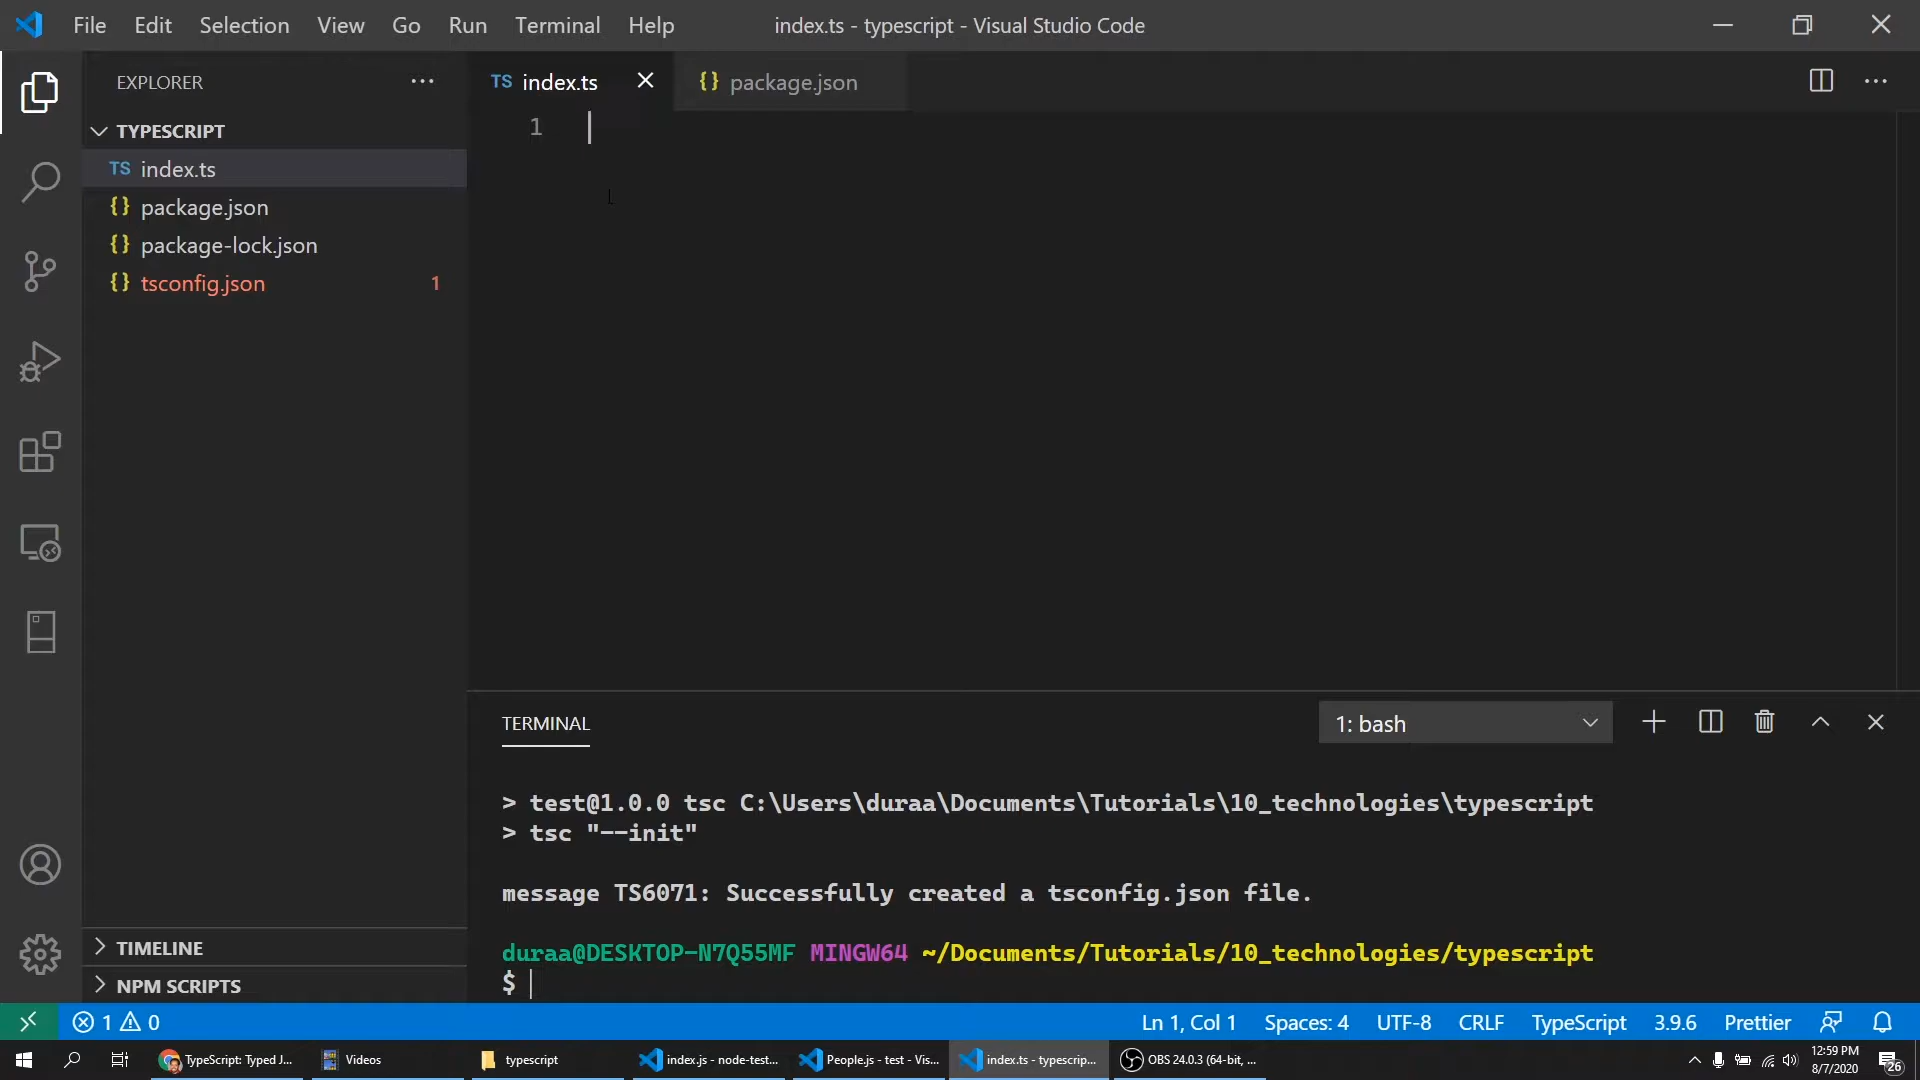 File Edit Selection View Go Run Terminal Help
index.ts - typescript - Visual Studio Code
EXPLORER
TYPESCRIPT
TS index.ts
{} package.json
{} package-lock.json
{} tsconfig.json 1
TIMELINE
NPM SCRIPTS
TS index.ts
{} package.json
1
TERMINAL
1: bash
> test@1.0.0 tsc C:\Users\duraa\Documents\Tutorials\10_technologies\typescript
> tsc "--init"
message TS6071: Successfully created a tsconfig.json file.
duraa@DESKTOP-N7Q55MF MINGW64 ~/Documents/Tutorials/10_technologies/typescript
$
1 0
Ln 1, Col 1 Spaces: 4 UTF-8 CRLF TypeScript 3.9.6 Prettier
TypeScript: Typed J...
Videos
typescript
index.js - node-test...
People.js - test - Vis...
index.ts - typescrip...
OBS 24.0.3 (64-bit, ...
12:59 PM
8/7/2020
26